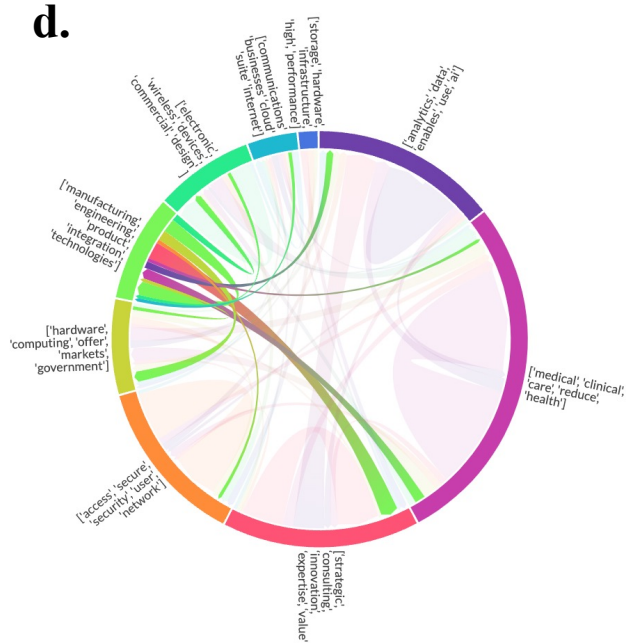 d.
['storage', 'hardware',
'infrastructure',
'high', 'performance']
['communications'
'businesses' 'cloud'
'suite' 'internet']
['electronic',
'wireless', 'devices',
'commercial', 'design'
]
['manufacturing',
'engineering',
'product',
'integration',
'technologies']
['hardware',
'computing', 'offer',
'markets',
'government']
['access', 'secure',
'security', 'user',
'network']
['strategic',
'consulting',
'innovation',
'expertise', 'value'
['medical', 'clinical',
'care', 'reduce',
'health']
['analytics', 'data',
'enables', 'use', 'ai']